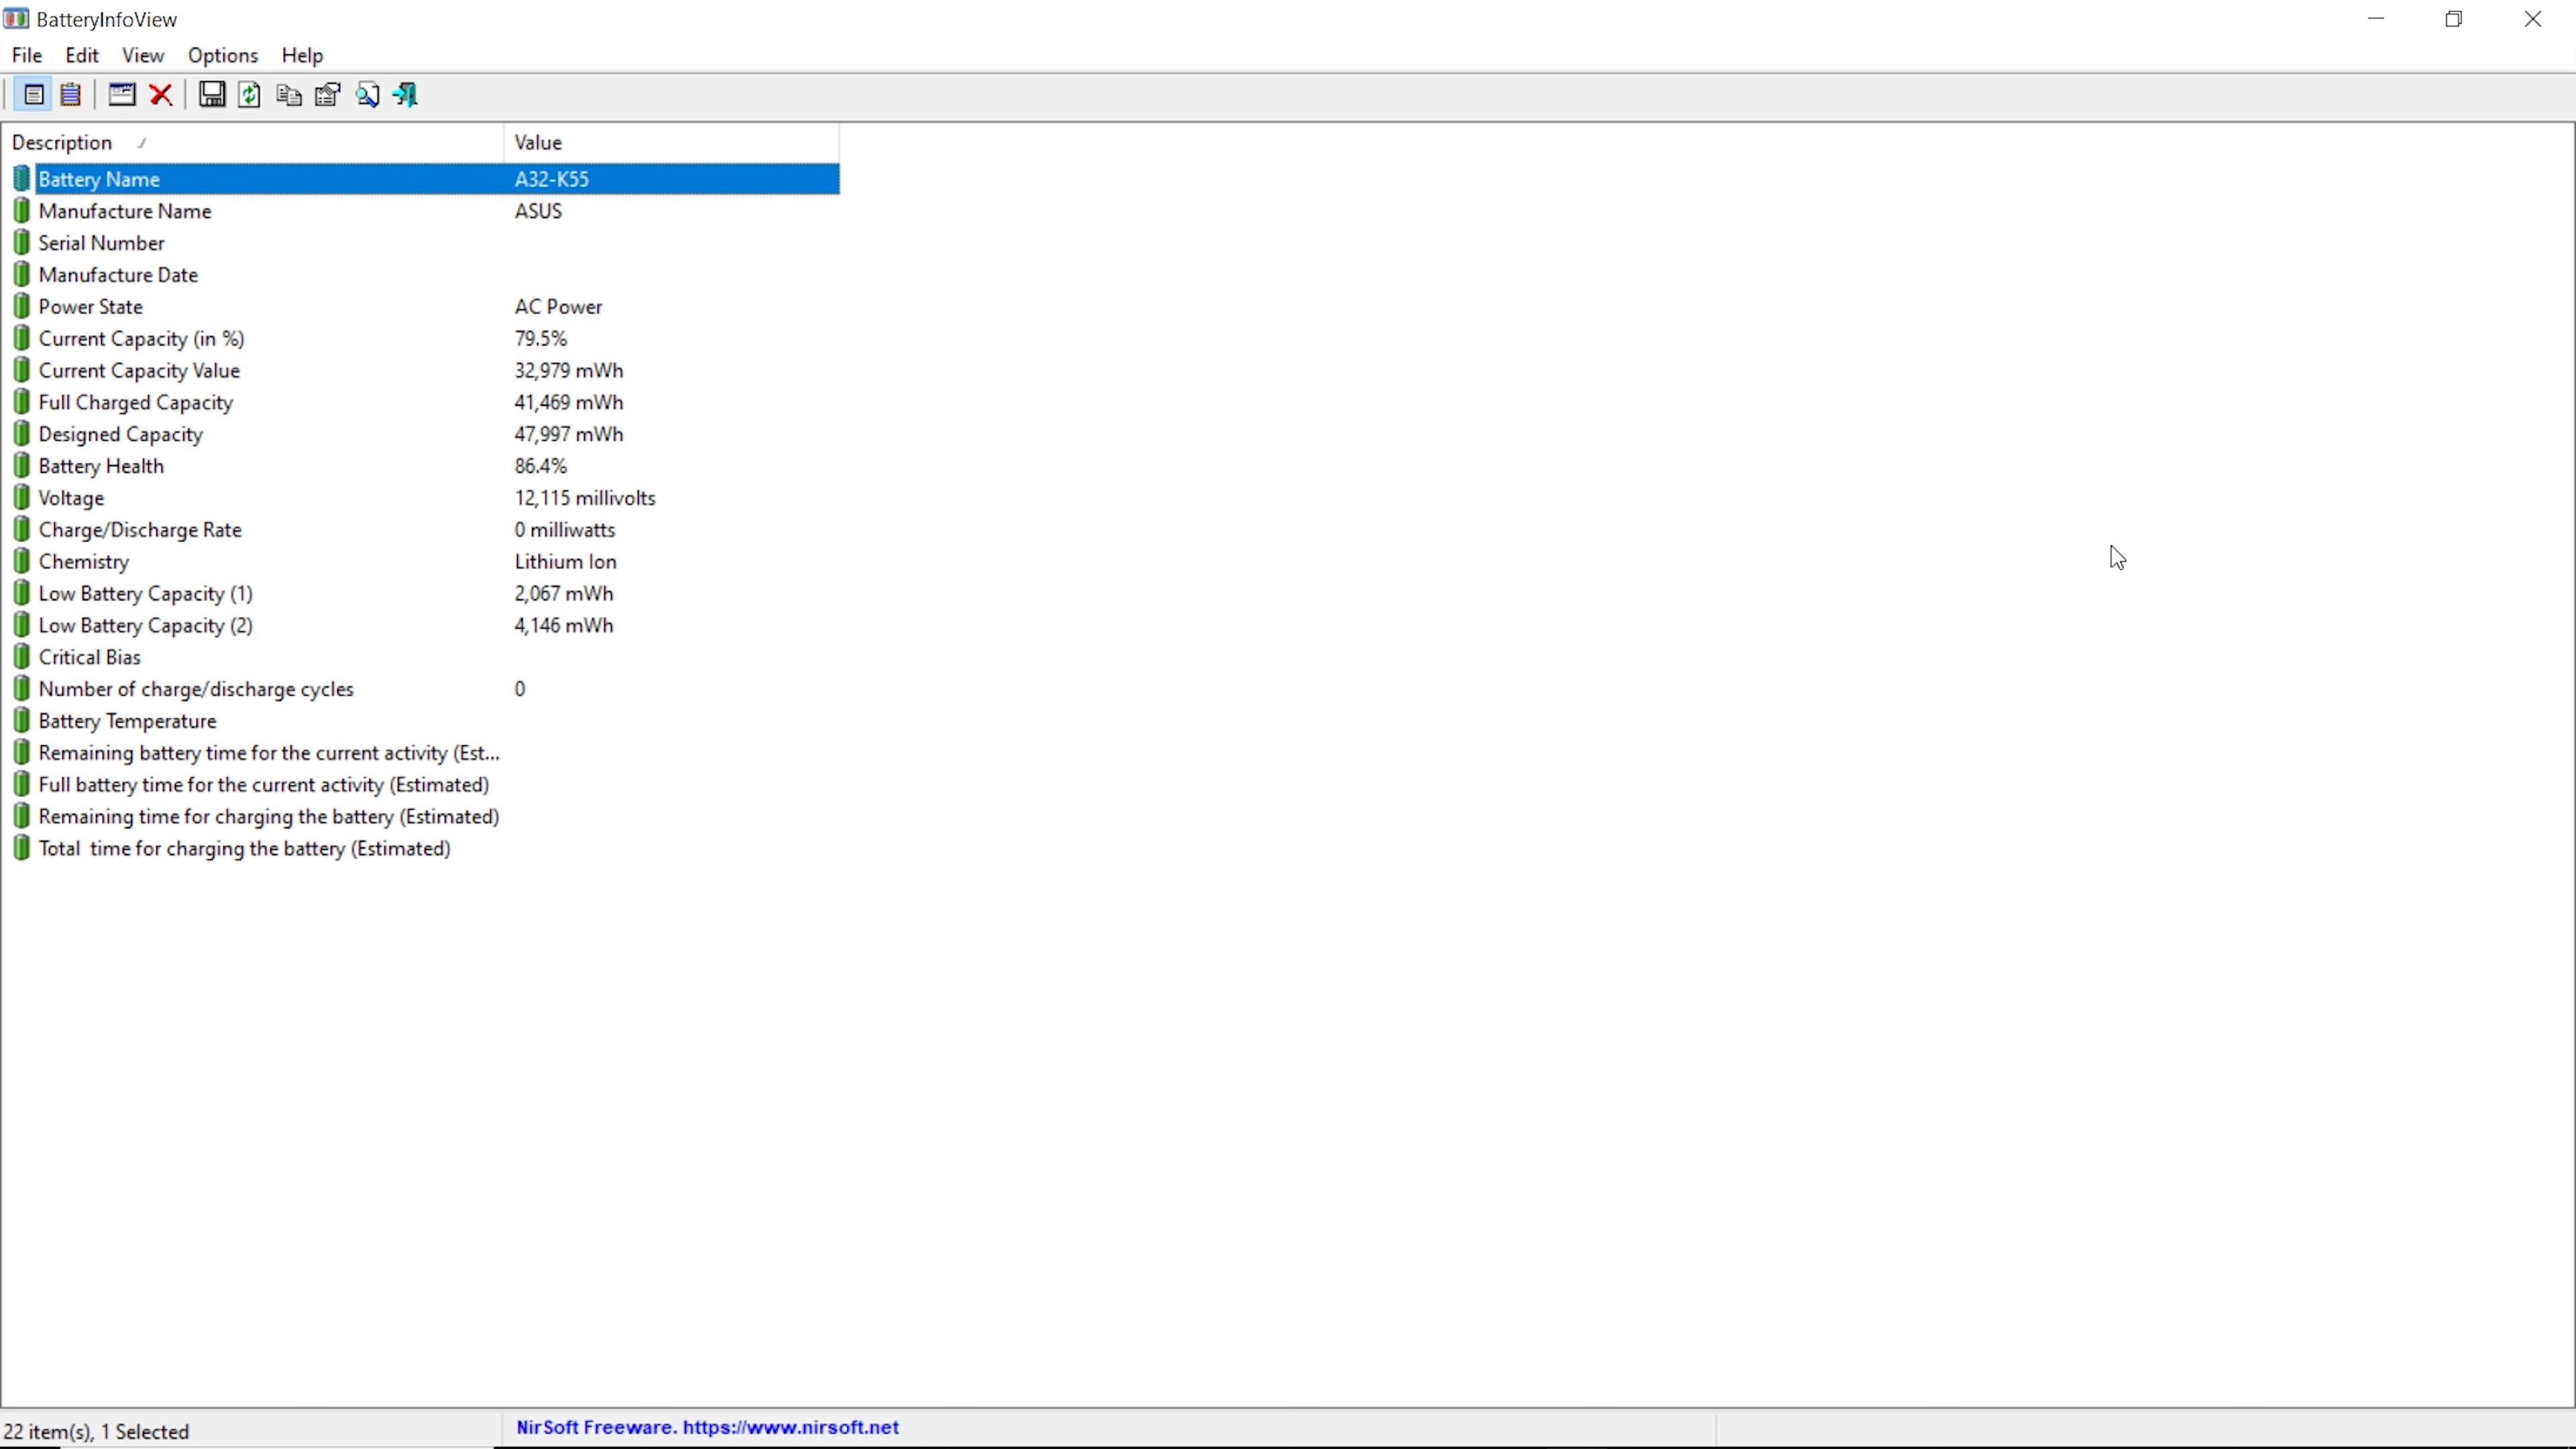 BatteryInfoView
File Edit View Options Help
Description Value
Battery Name A32-K55
Manufacture Name ASUS
Serial Number
Manufacture Date
Power State AC Power
Current Capacity (in %) 79.5%
Current Capacity Value 32,979 mWh
Full Charged Capacity 41,469 mWh
Designed Capacity 47,997 mWh
Battery Health 86.4%
Voltage 12,115 millivolts
Charge/Discharge Rate 0 milliwatts
Chemistry Lithium Ion
Low Battery Capacity (1) 2,067 mWh
Low Battery Capacity (2) 4,146 mWh
Critical Bias
Number of charge/discharge cycles 0
Battery Temperature
Remaining battery time for the current activity (Est...
Full battery time for the current activity (Estimated)
Remaining time for charging the battery (Estimated)
Total time for charging the battery (Estimated)
22 item(s), 1 Selected NirSoft Freeware. https://www.nirsoft.net